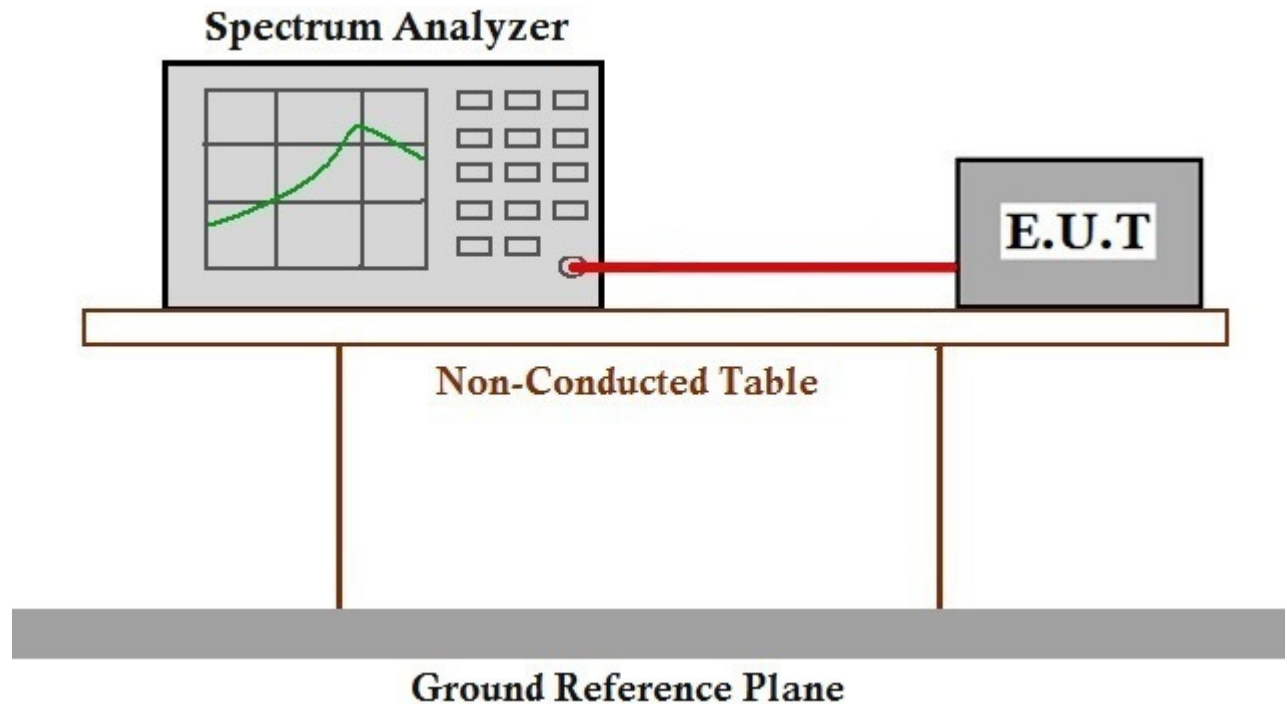 Spectrum Analyzer
E.U.T
Non-Conducted Table
Ground Reference Plane